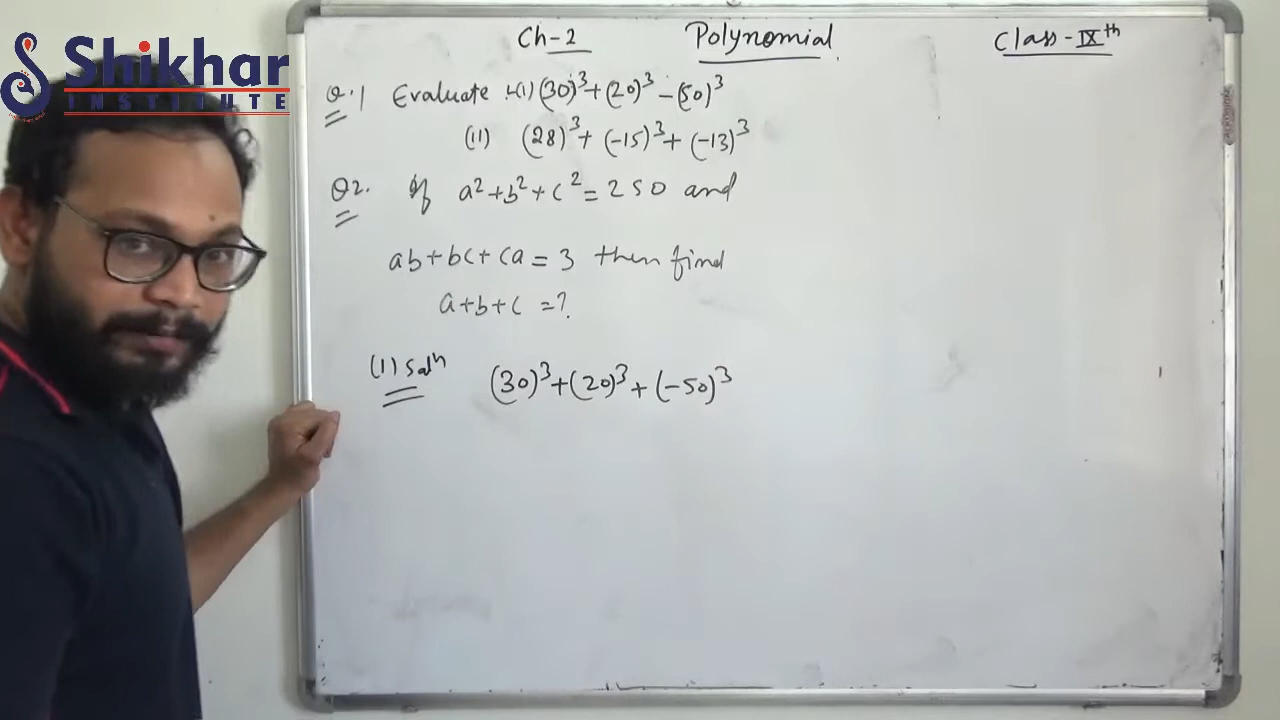 Shikhar
INSTITUTE
Ch-2 Polynomial Class-IXth
Q.1 Evaluate :-(i) (30)³+(20)³-(50)³
(ii) (28)³+(-15)³+(-13)³
Q2. if a²+b²+c²=250 and
ab+bc+ca=3 then find
a+b+c=?
(1) Solⁿ (30)³+(20)³+(-50)³